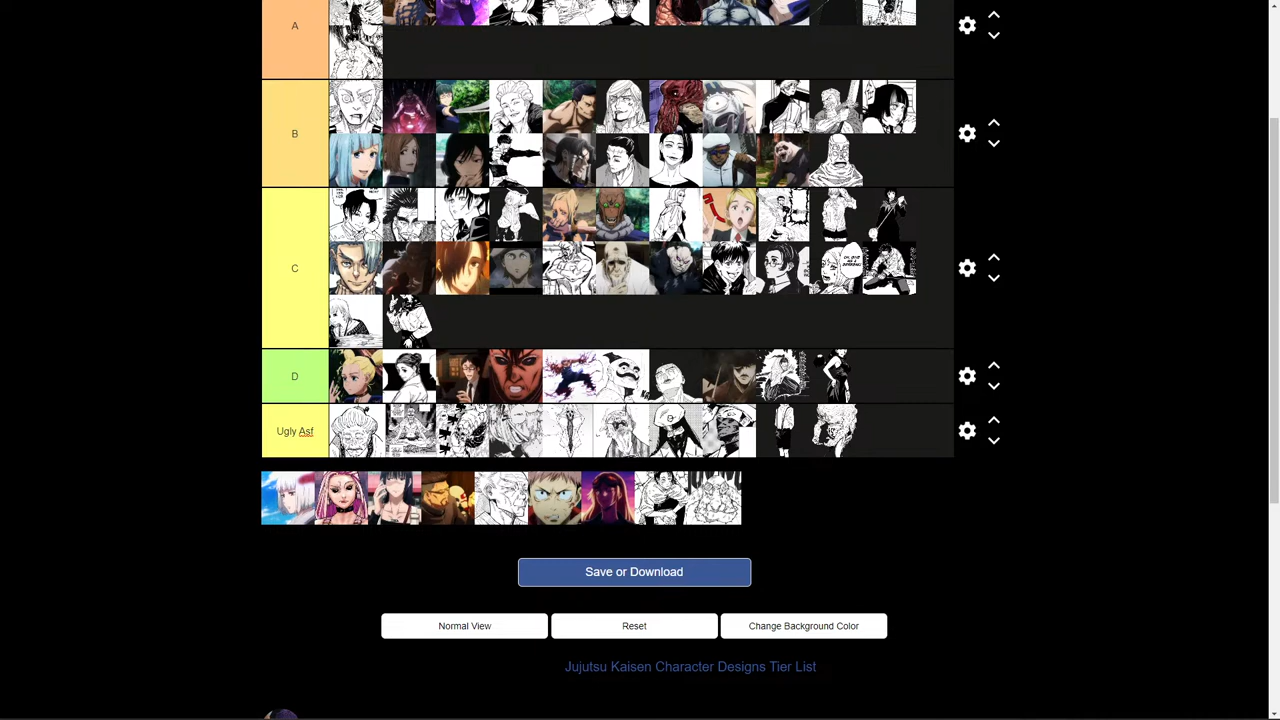 A
B
C
D
Ugly Asf
Save or Download
Normal View
Reset
Change Background Color
Jujutsu Kaisen Character Designs Tier List